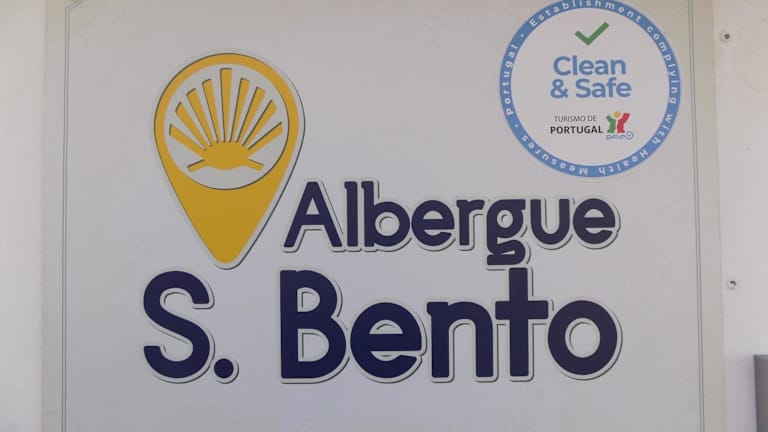 Albergue
S. Bento
Portugal • Establishment complying with Health Measures •
Clean
& Safe
TURISMO DE
PORTUGAL